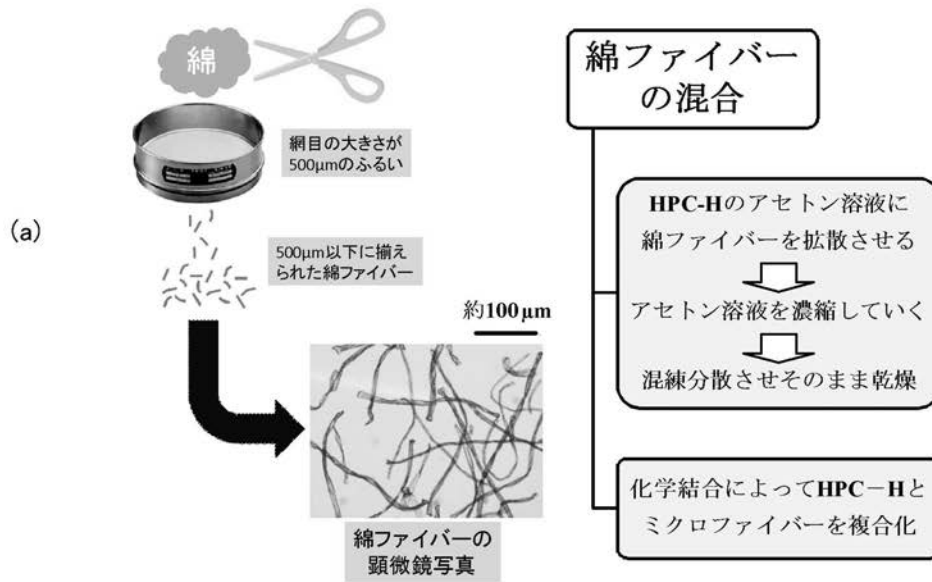 (a)
綿
網目の大きさが
500μmのふるい
500μm以下に揃え
られた綿ファイバー
約100μm
綿ファイバーの
顕微鏡写真
綿ファイバー
の混合
HPC-Hのアセトン溶液に
綿ファイバーを拡散させる
アセトン溶液を濃縮していく
混練分散させそのまま乾燥
化学結合によってHPC－Hと
ミクロファイバーを複合化